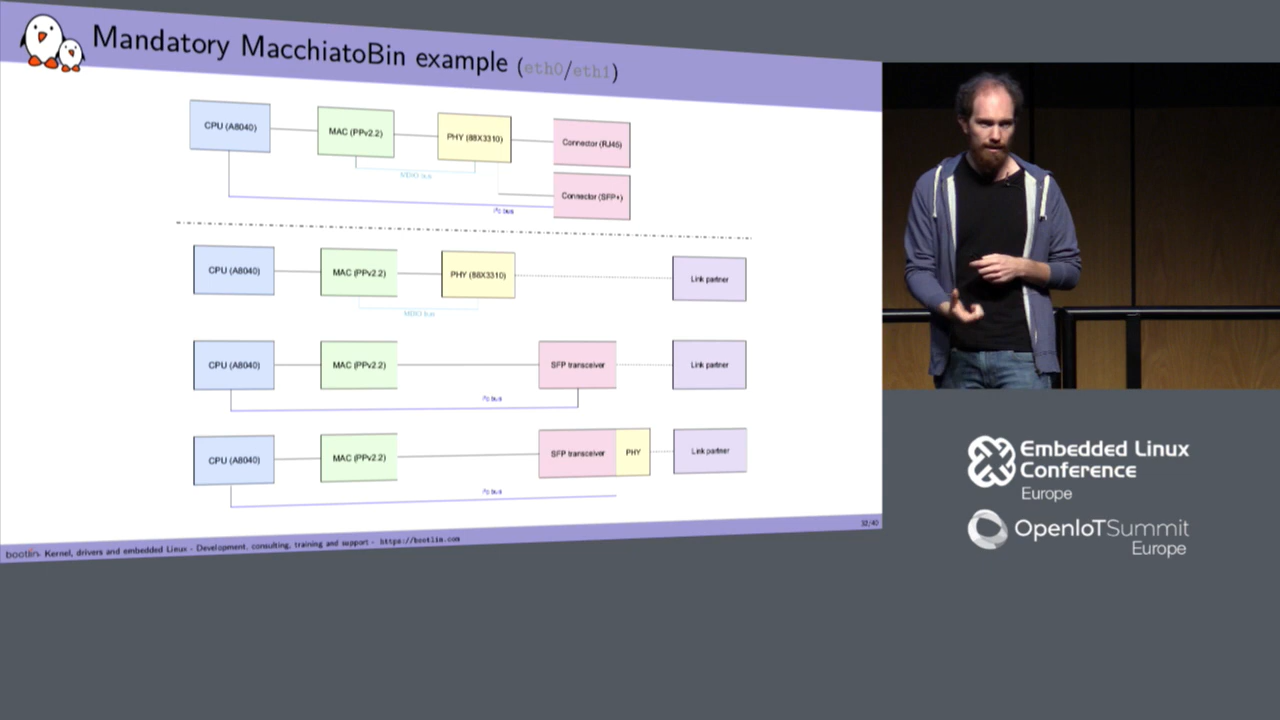 Mandatory MacchiatoBin example (eth0/eth1)
CPU (A8040)
MAC (PPv2.2)
PHY (88X3310)
Connector (RJ45)
MDIO bus
Connector (SFP+)
I²c bus
CPU (A8040)
MAC (PPv2.2)
PHY (88X3310)
Link partner
MDIO bus
CPU (A8040)
MAC (PPv2.2)
SFP transceiver
Link partner
I²c bus
CPU (A8040)
MAC (PPv2.2)
SFP transceiver
PHY
Link partner
I²c bus
32/40
bootlin - Kernel, drivers and embedded Linux - Development, consulting, training and support - https://bootlin.com
Embedded Linux
Conference
Europe
OpenIoTSummit
Europe